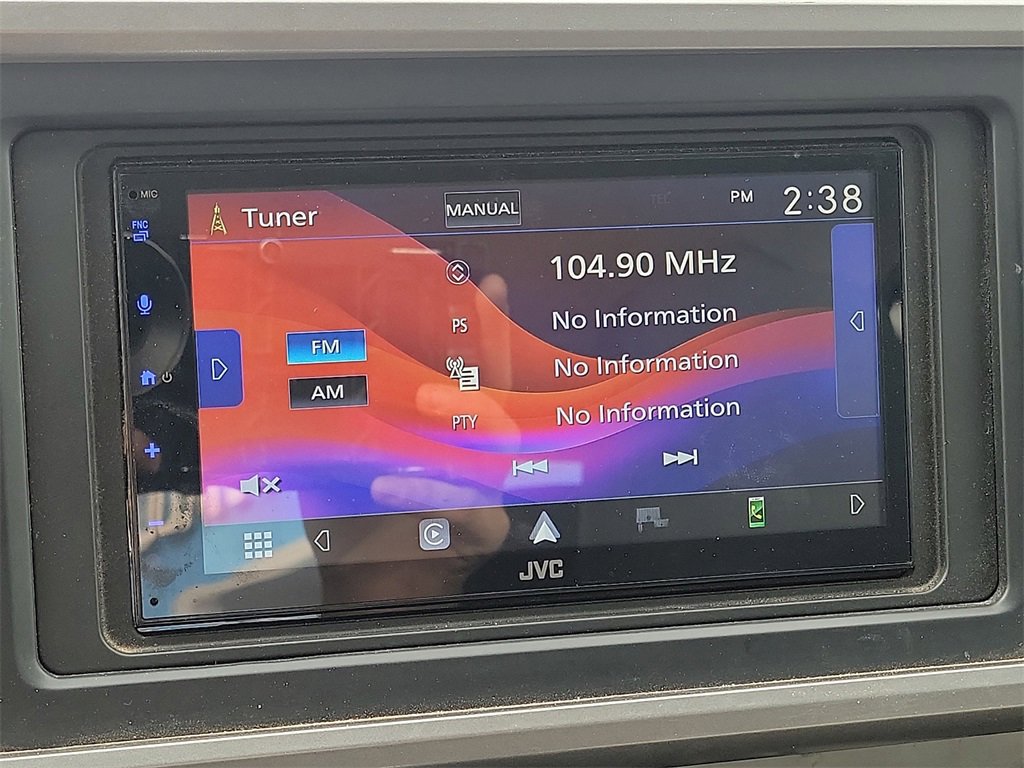 MIC
FNC
Tuner
MANUAL
PM 2:38
104.90 MHz
PS No Information
No Information
PTY No Information
FM
AM
JVC